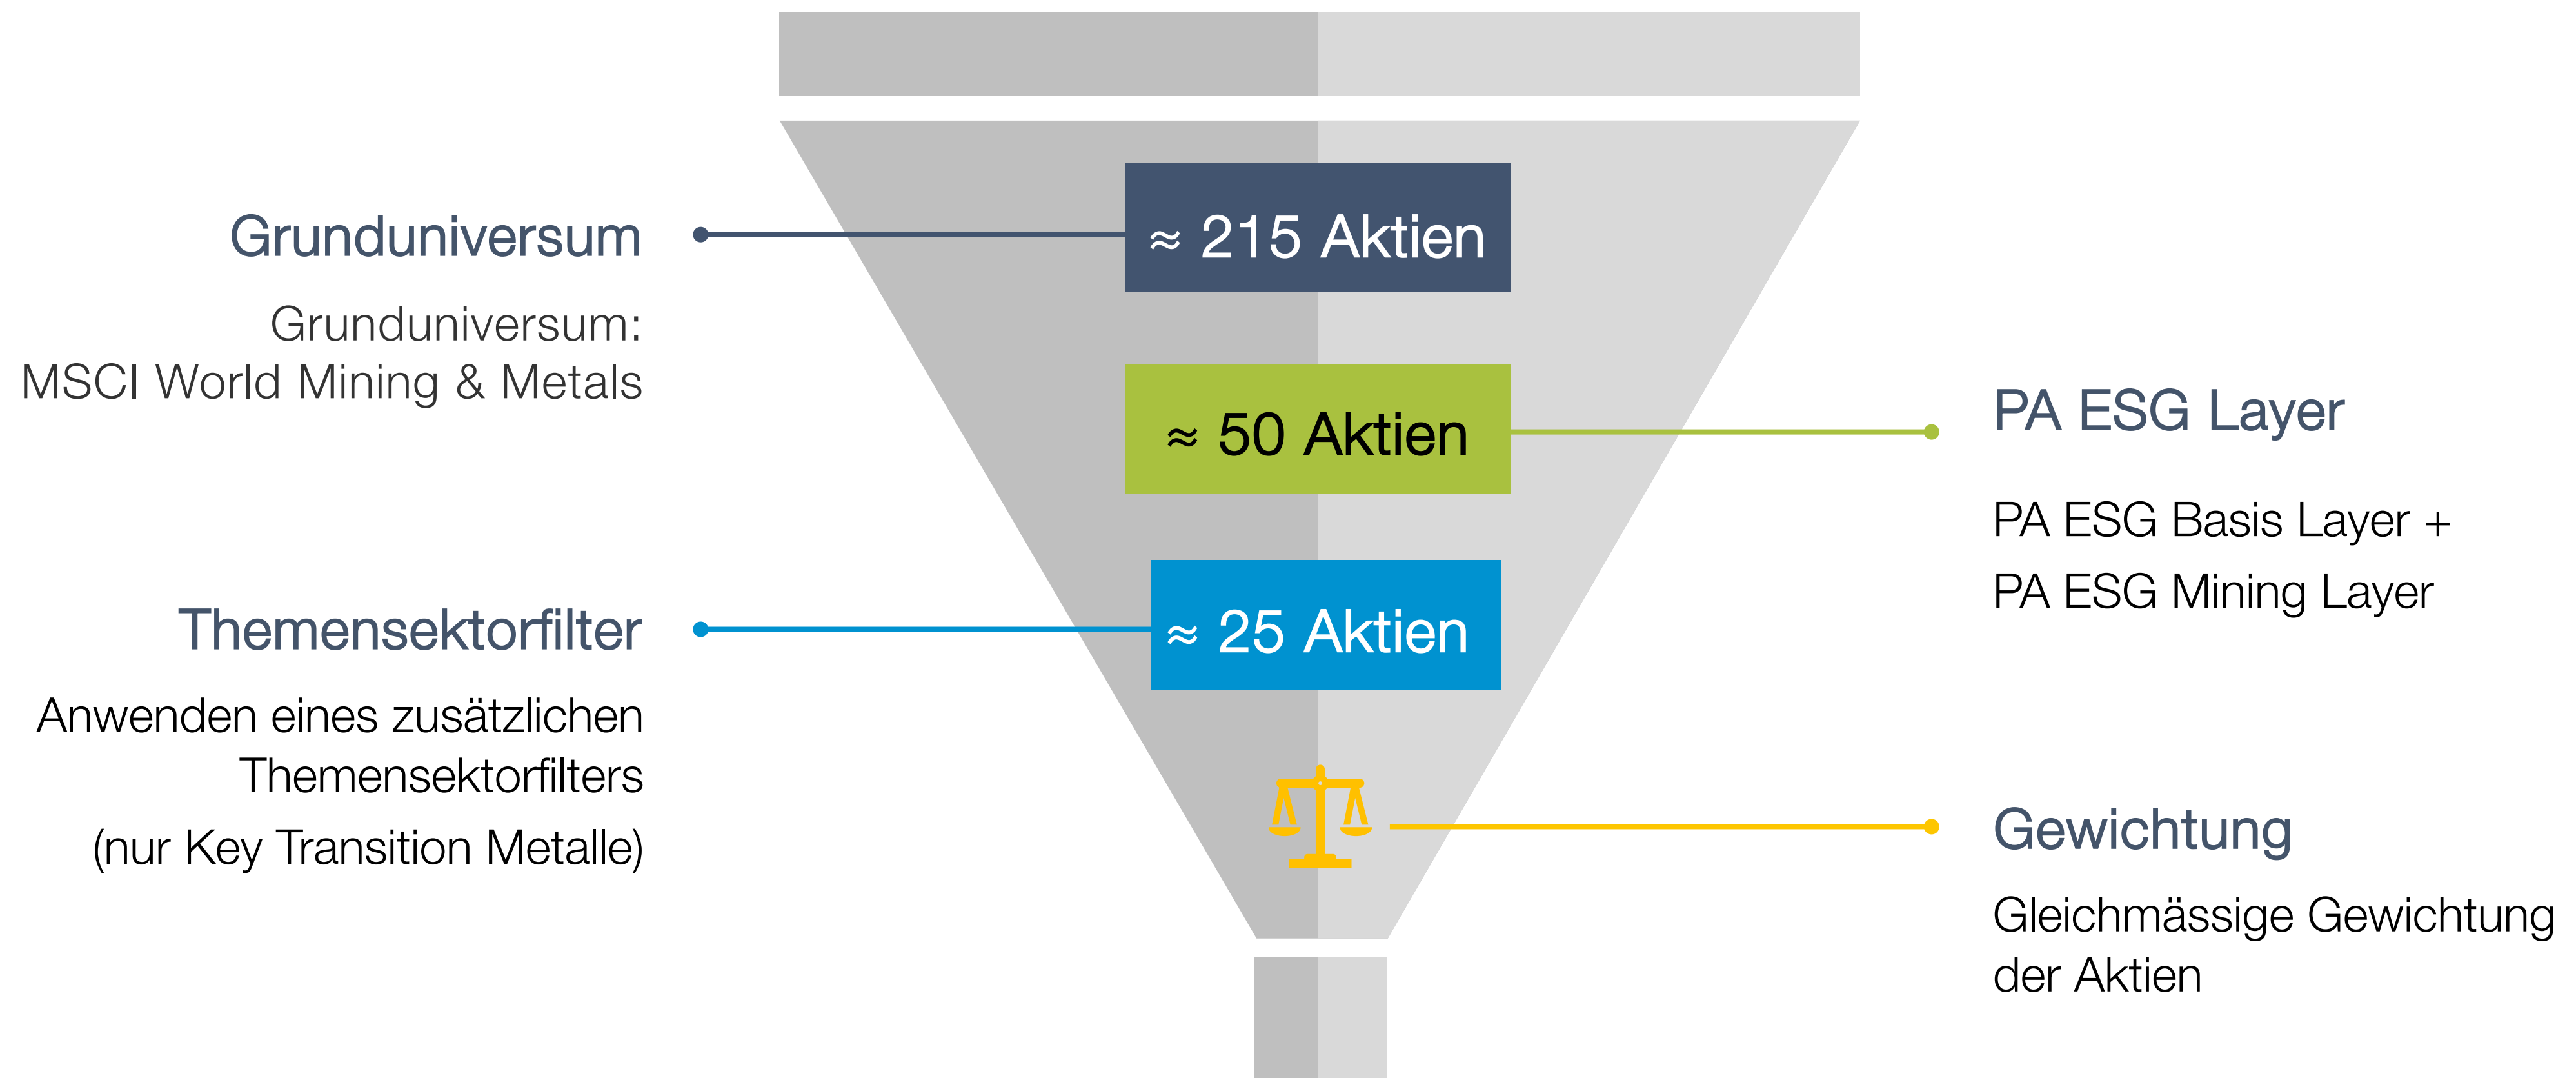 Grunduniversum
Grunduniversum:
MSCI World Mining & Metals
≈ 215 Aktien
≈ 50 Aktien
PA ESG Layer
PA ESG Basis Layer +
PA ESG Mining Layer
Themensektorfilter
Anwenden eines zusätzlichen
Themensektorfilters
(nur Key Transition Metalle)
≈ 25 Aktien
Gewichtung
Gleichmässige Gewichtung
der Aktien